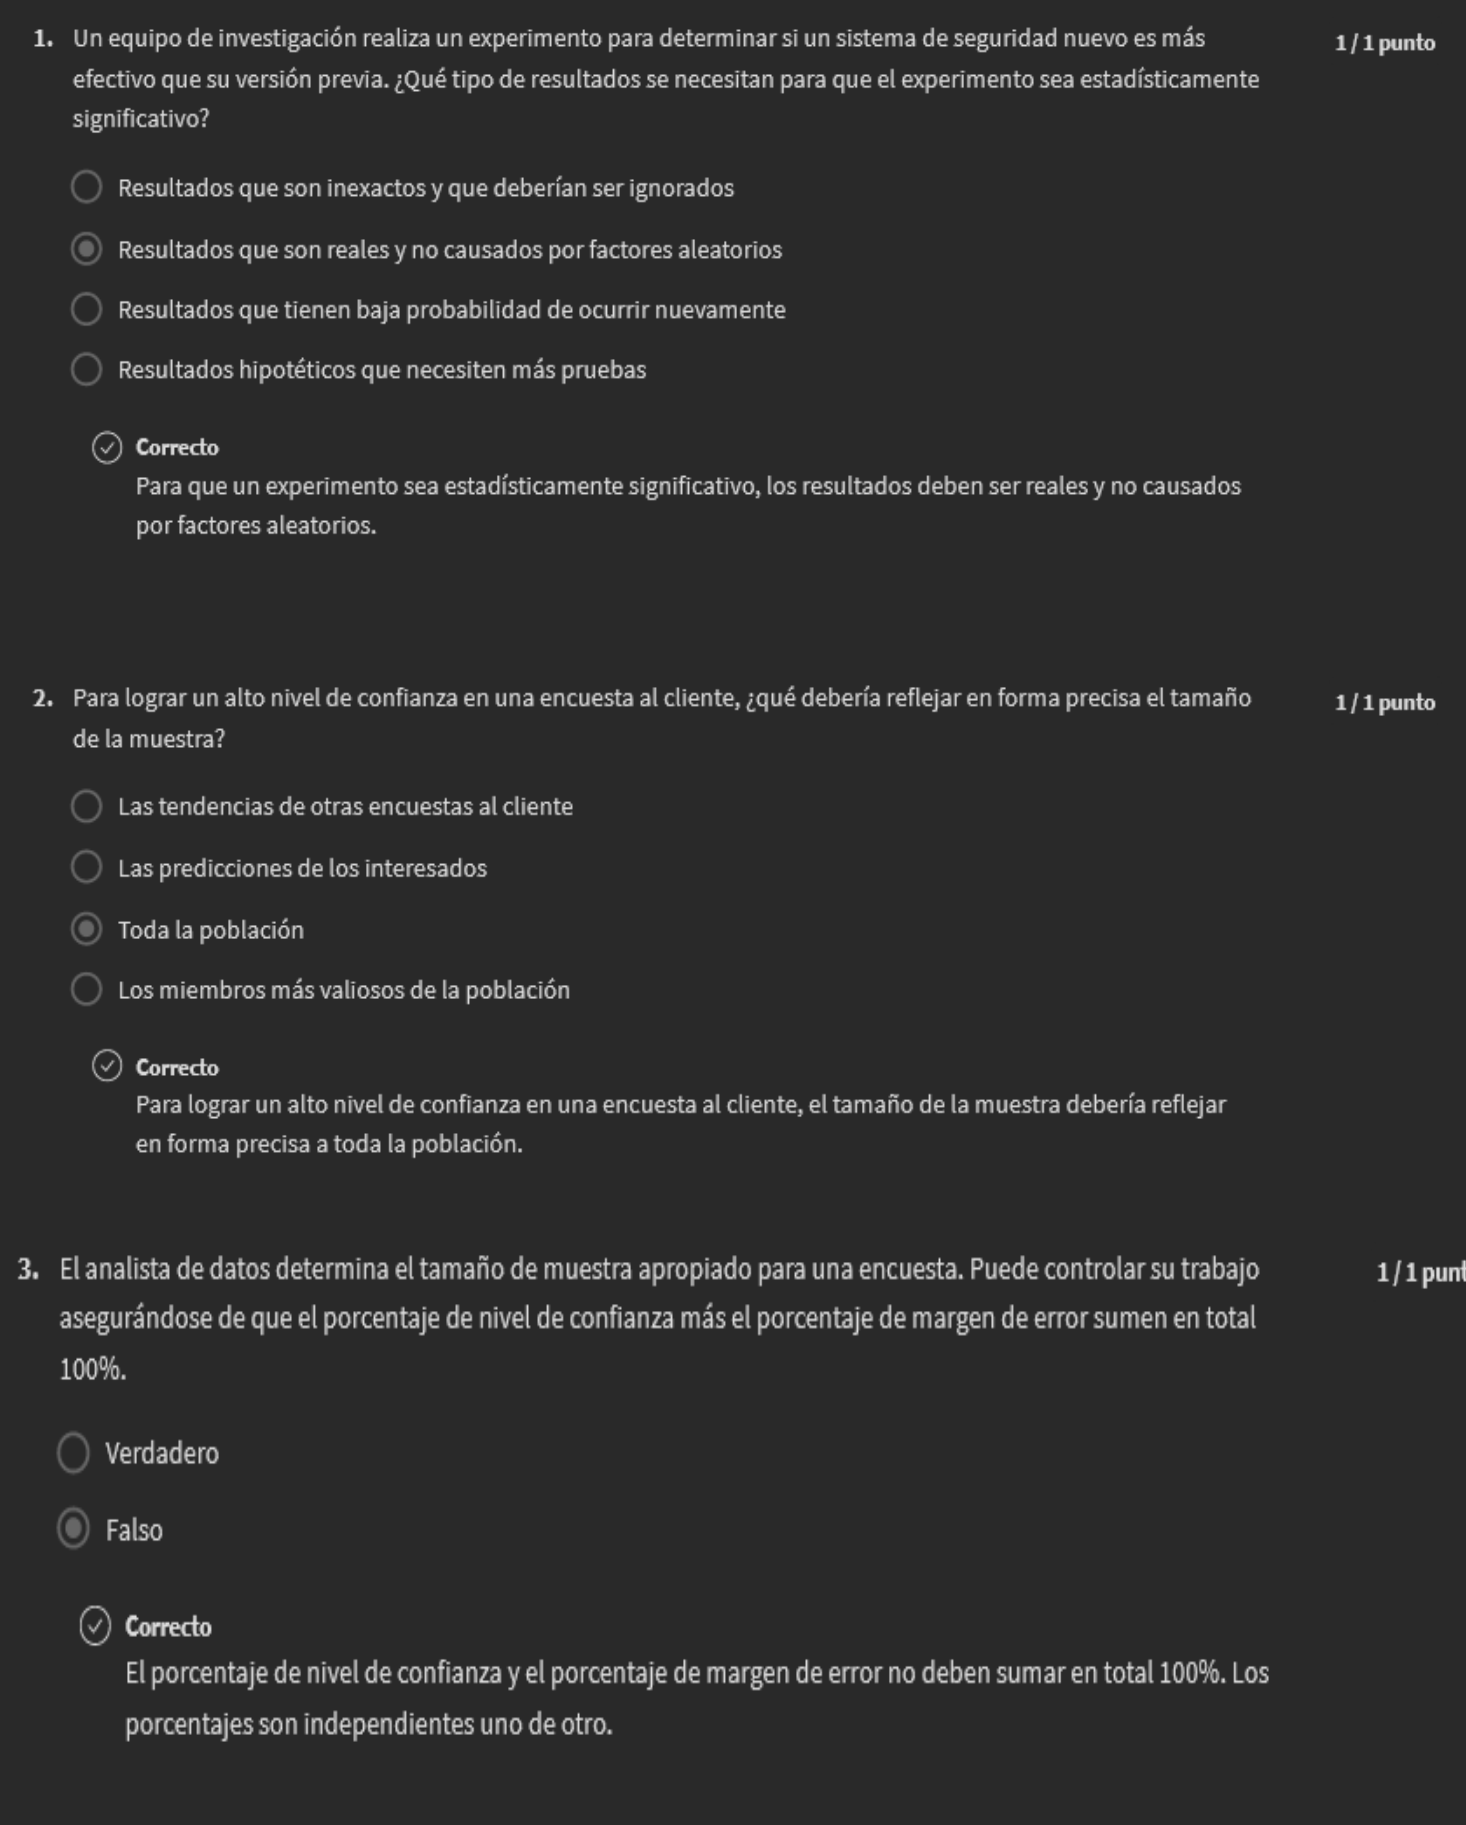 1. Un equipo de investigación realiza un experimento para determinar si un sistema de seguridad nuevo es más 1 / 1 punto
efectivo que su versión previa. ¿Qué tipo de resultados se necesitan para que el experimento sea estadísticamente
significativo?
Resultados que son inexactos y que deberían ser ignorados
Resultados que son reales y no causados por factores aleatorios
Resultados que tienen baja probabilidad de ocurrir nuevamente
Resultados hipotéticos que necesiten más pruebas
Correcto
Para que un experimento sea estadísticamente significativo, los resultados deben ser reales y no causados
por factores aleatorios.
2. Para lograr un alto nivel de confianza en una encuesta al cliente, ¿qué debería reflejar en forma precisa el tamaño 1 / 1 punto
de la muestra?
Las tendencias de otras encuestas al cliente
Las predicciones de los interesados
Toda la población
Los miembros más valiosos de la población
Correcto
Para lograr un alto nivel de confianza en una encuesta al cliente, el tamaño de la muestra debería reflejar
en forma precisa a toda la población.
3. El analista de datos determina el tamaño de muestra apropiado para una encuesta. Puede controlar su trabajo 1 / 1 punt
asegurándose de que el porcentaje de nivel de confianza más el porcentaje de margen de error sumen en total
100%.
Verdadero
Falso
Correcto
El porcentaje de nivel de confianza y el porcentaje de margen de error no deben sumar en total 100%. Los
porcentajes son independientes uno de otro.